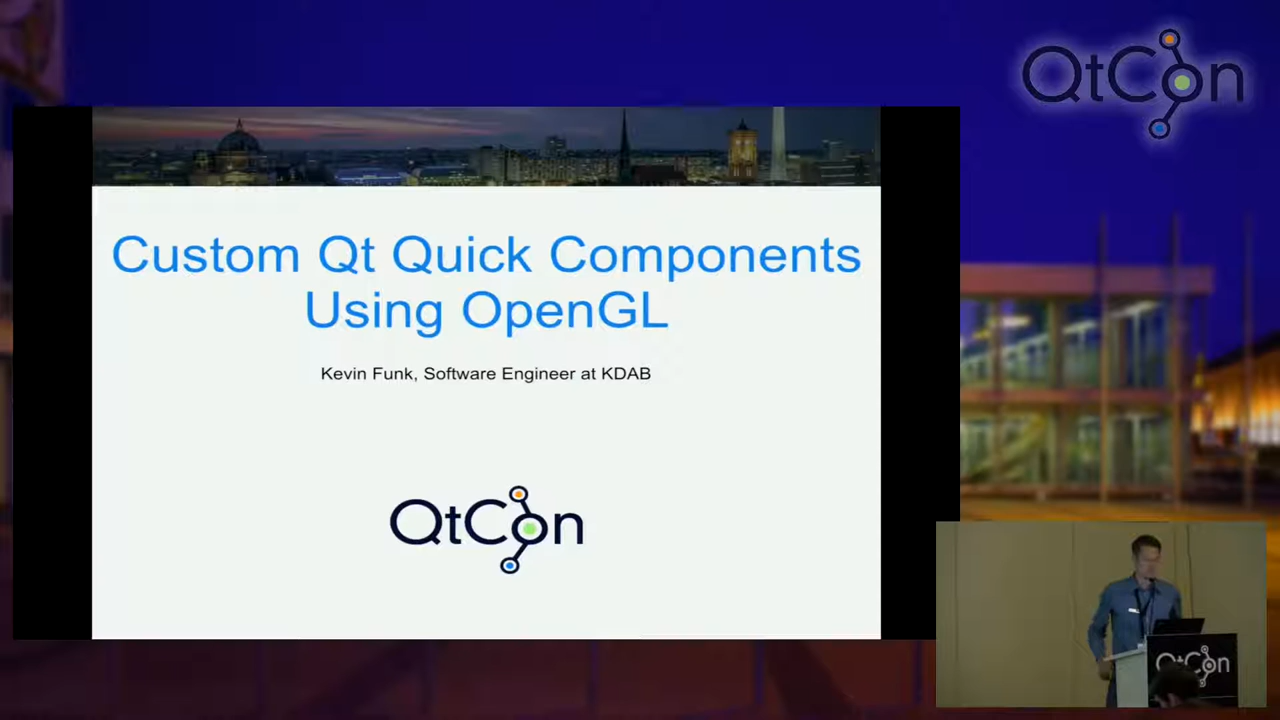 QtCon
Custom Qt Quick Components
Using OpenGL
Kevin Funk, Software Engineer at KDAB
QtCon
QtCon